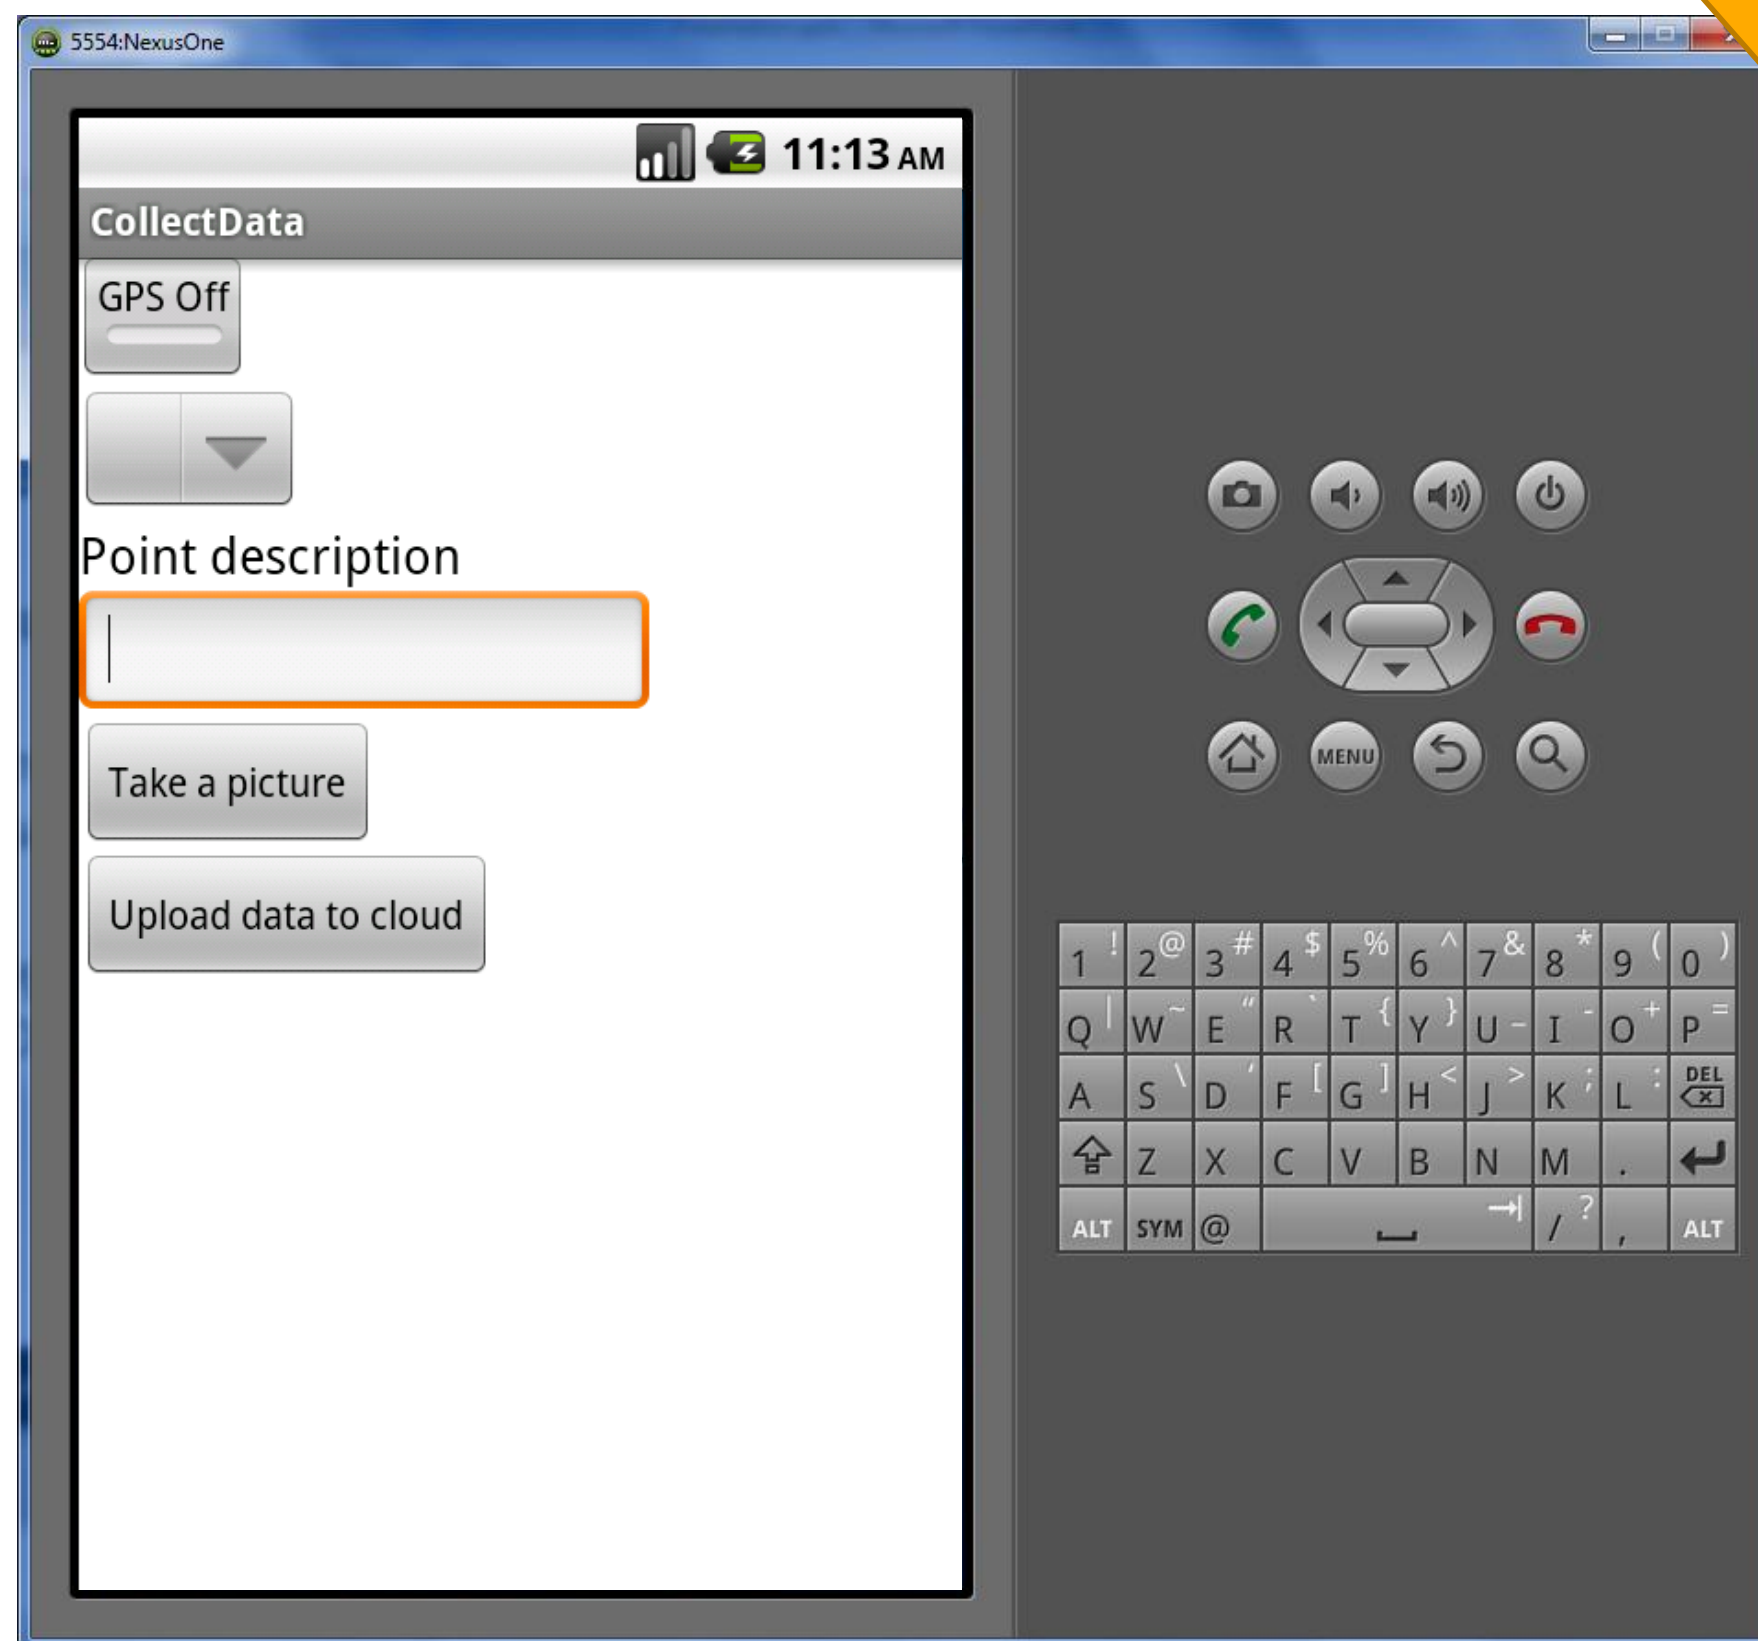 5554:NexusOne
11:13 AM
CollectData
GPS Off
Point description
Take a picture
Upload data to cloud
MENU
1 ! 2 @ 3 # 4 $ 5 % 6 ^ 7 & 8 * 9 ( 0 )
Q | W ~ E “ R ` T { Y } U _ I - O + P =
A S \ D ‘ F [ G ] H < J > K ; L : DEL
Z X C V B N M .
ALT SYM @ / ? , ALT